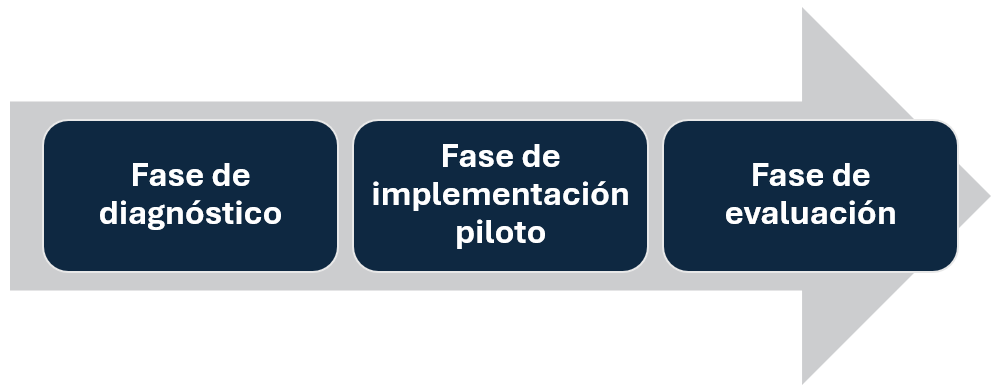 Fase de
diagnóstico
Fase de
implementación
piloto
Fase de
evaluación